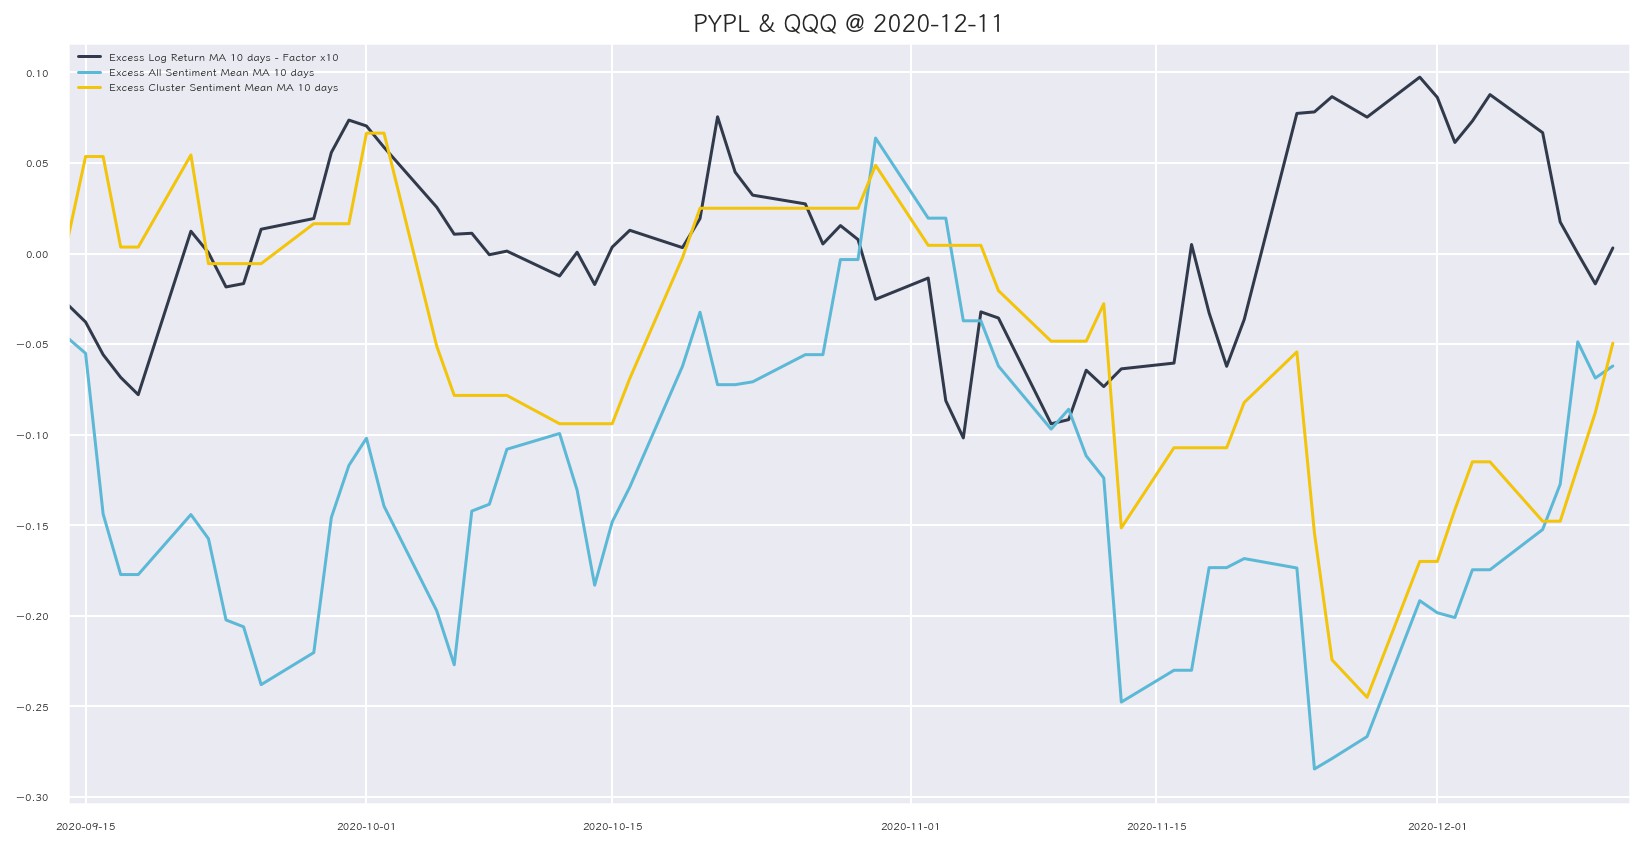 PYPL & QQQ @ 2020-12-11
Excess Log Return MA 10 days - Factor x10
Excess All Sentiment Mean MA 10 days
Excess Cluster Sentiment Mean MA 10 days
0.10
0.05
0.00
−0.05
−0.10
−0.15
−0.20
−0.25
−0.30
2020-09-15 2020-10-01 2020-10-15 2020-11-01 2020-11-15 2020-12-01